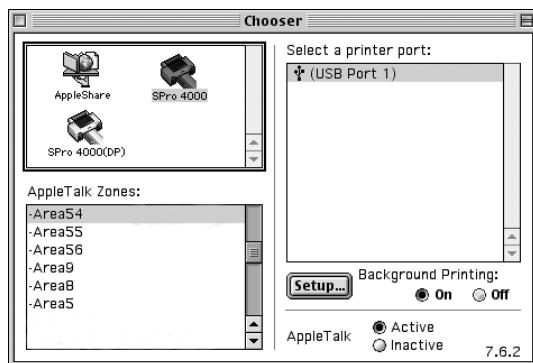 Chooser
AppleShare
SPro 4000
SPro 4000(DP)
AppleTalk Zones:
-Area54
-Area55
-Area56
-Area9
-Area8
-Area5
Select a printer port:
(USB Port 1)
Setup...
Background Printing:
On Off
AppleTalk
Active
Inactive
7.6.2